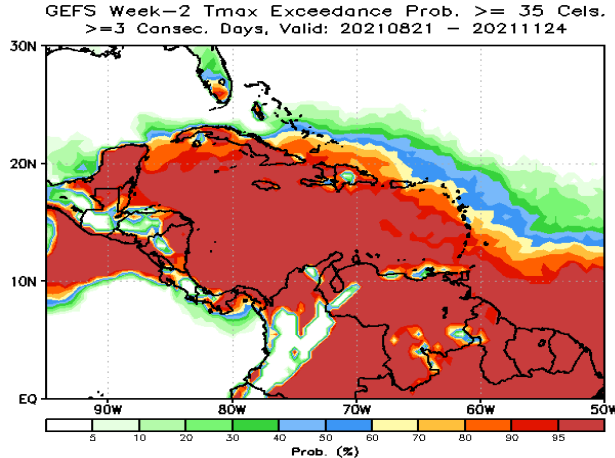 GEFS Week-2 Tmax Exceedance Prob. >= 35 Cels.
>=3 Consec. Days, Valid: 20210821 - 20211124
30N
20N
10N
EQ
90W 80W 70W 60W 50W
5 10 20 30 40 50 60 70 80 90 95
Prob. (%)